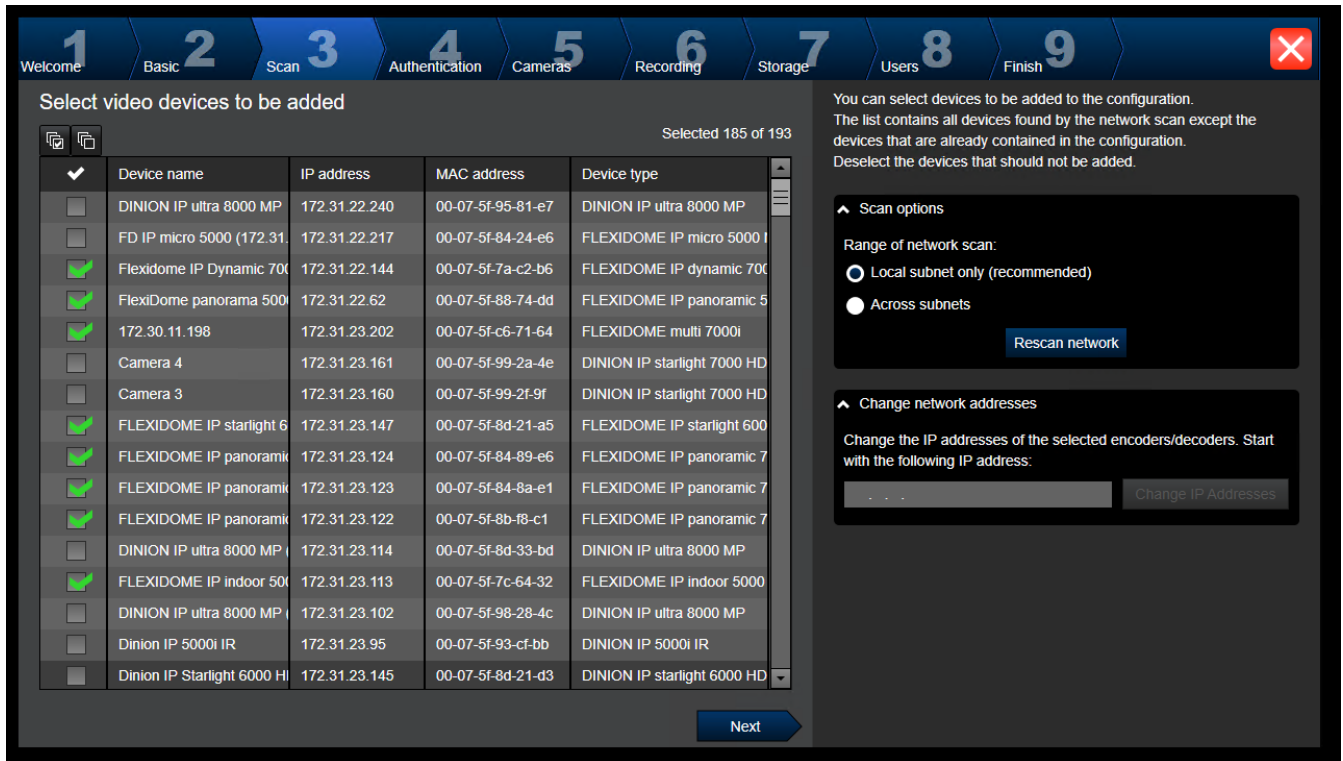 1 Welcome
2 Basic
3 Scan
4 Authentication
5 Cameras
6 Recording
7 Storage
8 Users
9 Finish
Select video devices to be added
Selected 185 of 193
Device name IP address MAC address Device type
DINION IP ultra 8000 MP 172.31.22.240 00-07-5f-95-81-e7 DINION IP ultra 8000 MP
FD IP micro 5000 (172.31. 172.31.22.217 00-07-5f-84-24-e6 FLEXIDOME IP micro 5000
Flexidome IP Dynamic 700 172.31.22.144 00-07-5f-7a-c2-b6 FLEXIDOME IP dynamic 700
FlexiDome panorama 500 172.31.22.62 00-07-5f-88-74-dd FLEXIDOME IP panoramic 5
172.30.11.198 172.31.23.202 00-07-5f-c6-71-64 FLEXIDOME multi 7000i
Camera 4 172.31.23.161 00-07-5f-99-2a-4e DINION IP starlight 7000 HD
Camera 3 172.31.23.160 00-07-5f-99-2f-9f DINION IP starlight 7000 HD
FLEXIDOME IP starlight 6 172.31.23.147 00-07-5f-8d-21-a5 FLEXIDOME IP starlight 600
FLEXIDOME IP panoramic 172.31.23.124 00-07-5f-84-89-e6 FLEXIDOME IP panoramic 7
FLEXIDOME IP panoramic 172.31.23.123 00-07-5f-84-8a-e1 FLEXIDOME IP panoramic 7
FLEXIDOME IP panoramic 172.31.23.122 00-07-5f-8b-f8-c1 FLEXIDOME IP panoramic 7
DINION IP ultra 8000 MP ( 172.31.23.114 00-07-5f-8d-33-bd DINION IP ultra 8000 MP
FLEXIDOME IP indoor 500 172.31.23.113 00-07-5f-7c-64-32 FLEXIDOME IP indoor 5000
DINION IP ultra 8000 MP ( 172.31.23.102 00-07-5f-98-28-4c DINION IP ultra 8000 MP
Dinion IP 5000i IR 172.31.23.95 00-07-5f-93-cf-bb DINION IP 5000i IR
Dinion IP Starlight 6000 H 172.31.23.145 00-07-5f-8d-21-d3 DINION IP starlight 6000 HD
Next
You can select devices to be added to the configuration.
The list contains all devices found by the network scan except the
devices that are already contained in the configuration.
Deselect the devices that should not be added.
Scan options
Range of network scan:
Local subnet only (recommended)
Across subnets
Rescan network
Change network addresses
Change the IP addresses of the selected encoders/decoders. Start
with the following IP address:
. . .
Change IP Addresses